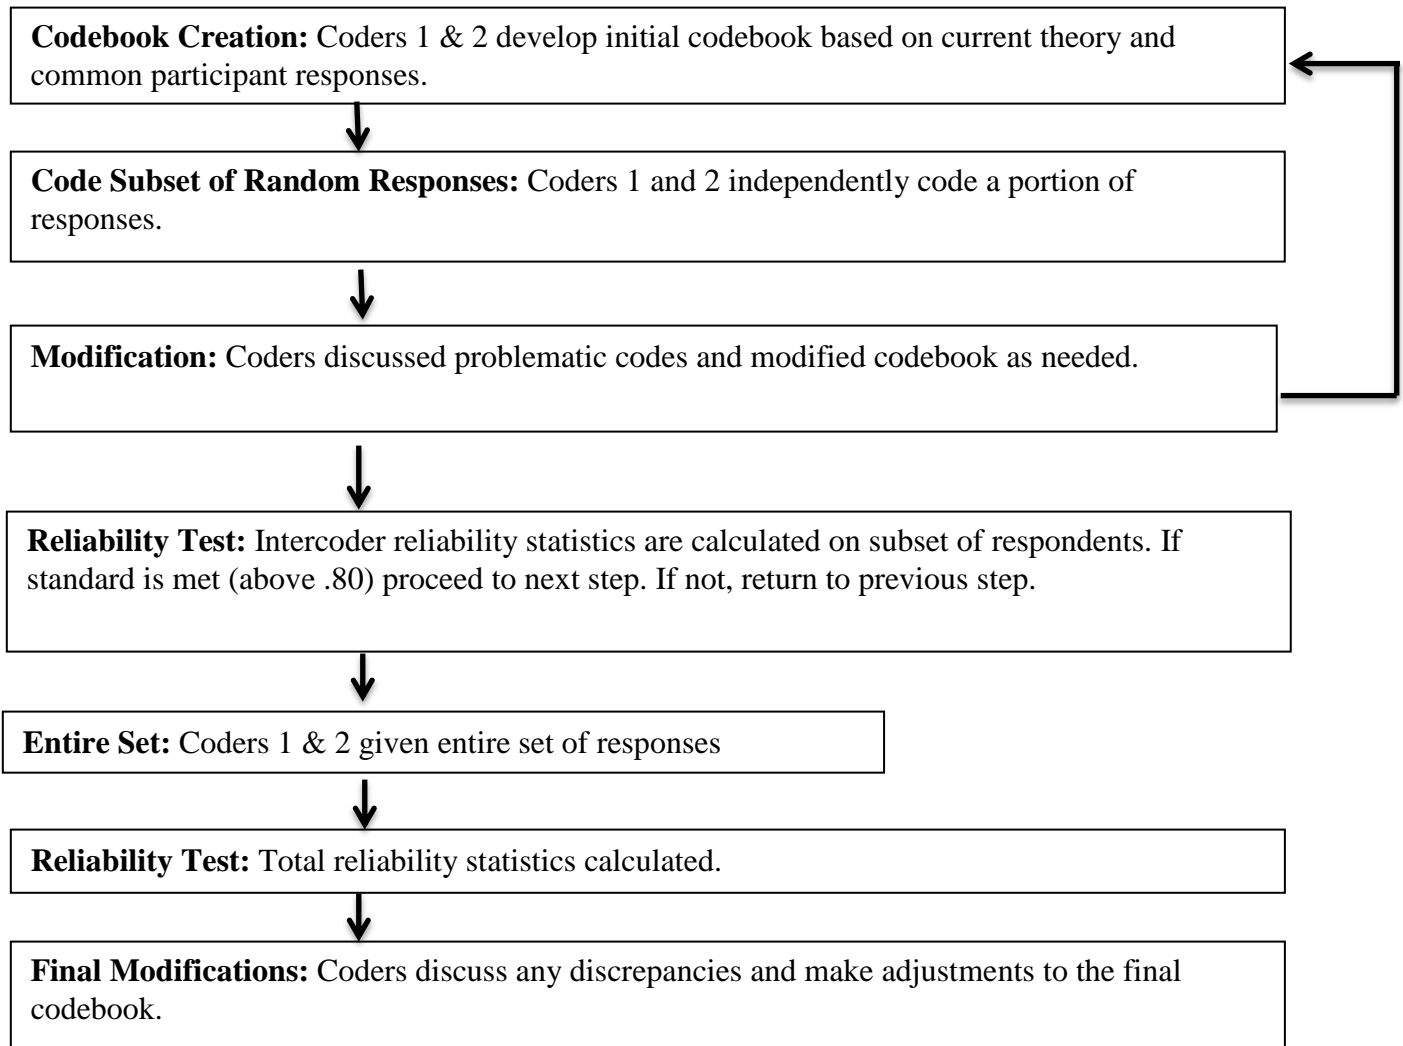 Codebook Creation: Coders 1 & 2 develop initial codebook based on current theory and
common participant responses.
Code Subset of Random Responses: Coders 1 and 2 independently code a portion of
responses.
Modification: Coders discussed problematic codes and modified codebook as needed.
Reliability Test: Intercoder reliability statistics are calculated on subset of respondents. If
standard is met (above .80) proceed to next step. If not, return to previous step.
Entire Set: Coders 1 & 2 given entire set of responses
Reliability Test: Total reliability statistics calculated.
Final Modifications: Coders discuss any discrepancies and make adjustments to the final
codebook.